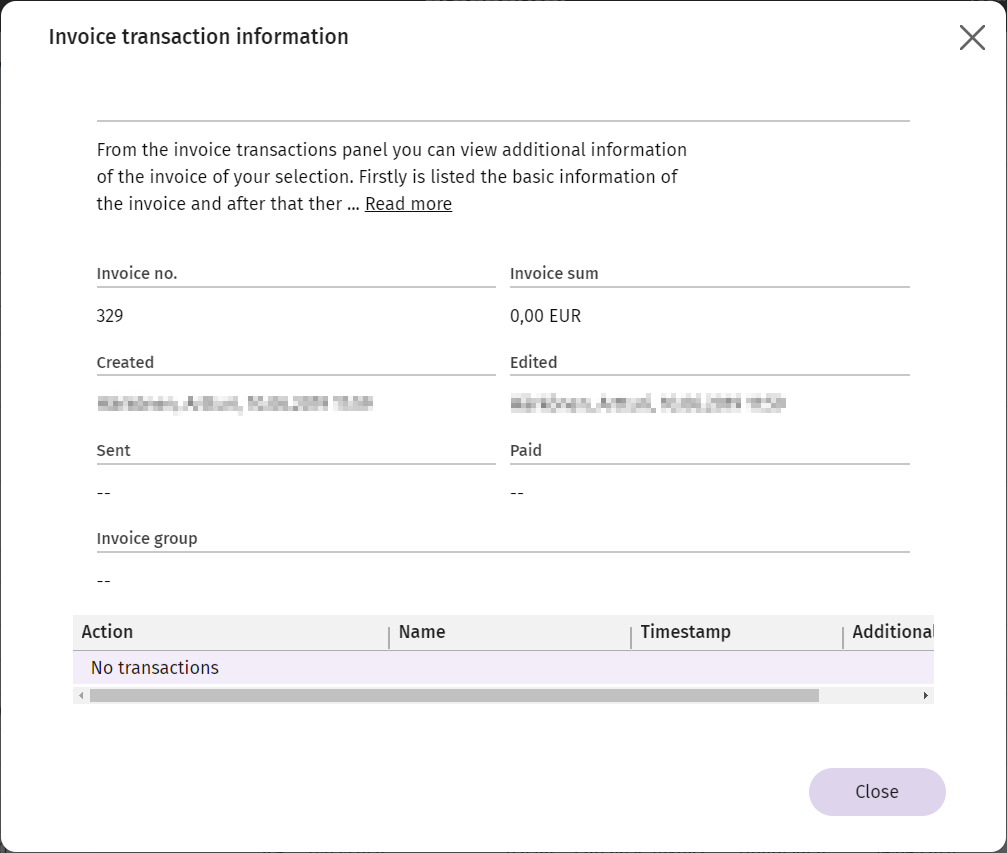 Invoice transaction information
From the invoice transactions panel you can view additional information
of the invoice of your selection. Firstly is listed the basic information of
the invoice and after that ther ... Read more
Invoice no. Invoice sum
329 0,00 EUR
Created Edited
Sent Paid
-- --
Invoice group
--
Action Name Timestamp Additional
No transactions
Close